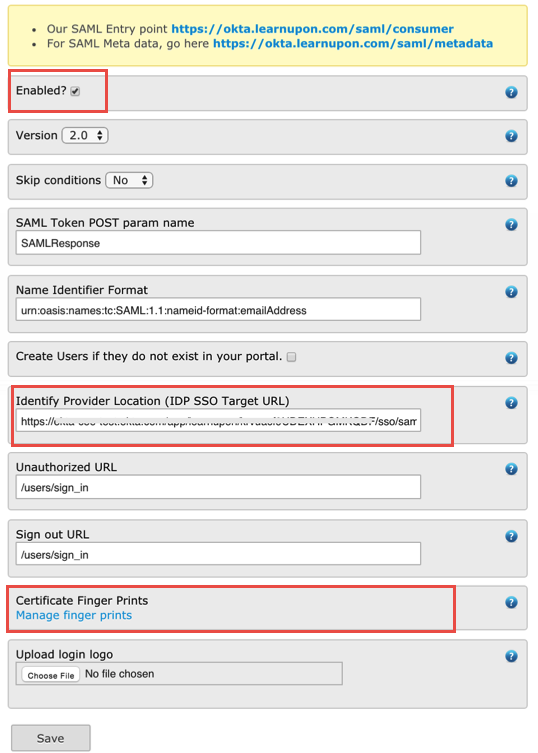 Our SAML Entry point https://okta.learnupon.com/saml/consumer
For SAML Meta data, go here https://okta.learnupon.com/saml/metadata
Enabled?
Version 2.0
Skip conditions No
SAML Token POST param name
SAMLResponse
Name Identifier Format
urn:oasis:names:tc:SAML:1.1:nameid-format:emailAddress
Create Users if they do not exist in your portal.
Identify Provider Location (IDP SSO Target URL)
https:// /sso/sam
Unauthorized URL
/users/sign_in
Sign out URL
/users/sign_in
Certificate Finger Prints
Manage finger prints
Upload login logo
Choose File No file chosen
Save